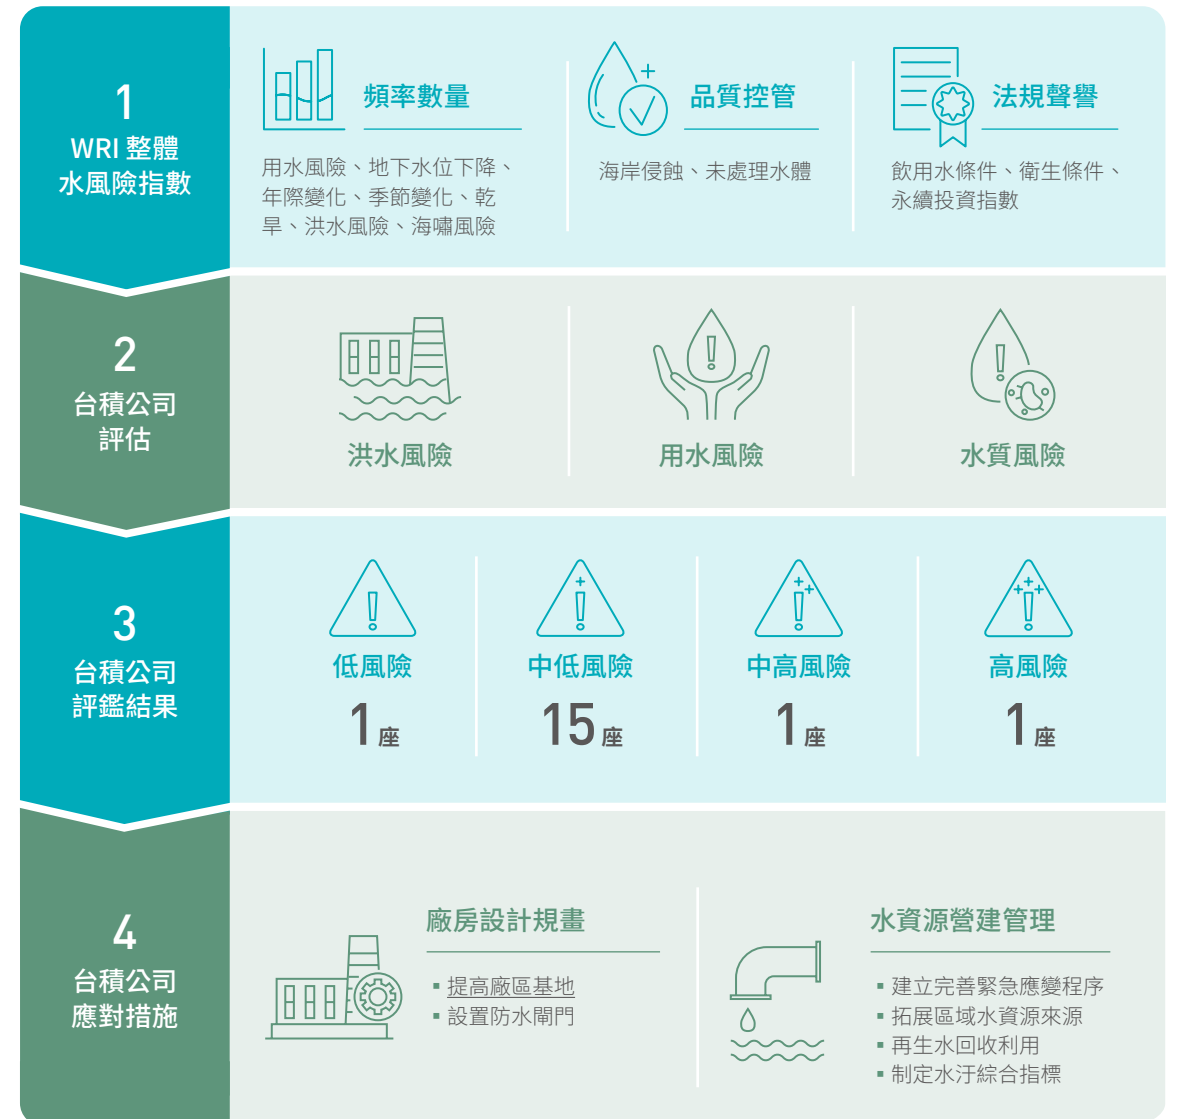 1
WRI 整體
水風險指數
頻率數量
用水風險、地下水位下降、
年際變化、季節變化、乾
旱、洪水風險、海嘯風險
品質控管
海岸侵蝕、未處理水體
法規聲譽
飲用水條件、衛生條件、
永續投資指數
2
台積公司
評估
洪水風險
用水風險
水質風險
3
台積公司
評鑑結果
低風險
1 座
中低風險
15 座
中高風險
1 座
高風險
1 座
4
台積公司
應對措施
廠房設計規畫
▪ 提高廠區基地
▪ 設置防水閘門
水資源營建管理
▪ 建立完善緊急應變程序
▪ 拓展區域水資源來源
▪ 再生水回收利用
▪ 制定水汙綜合指標